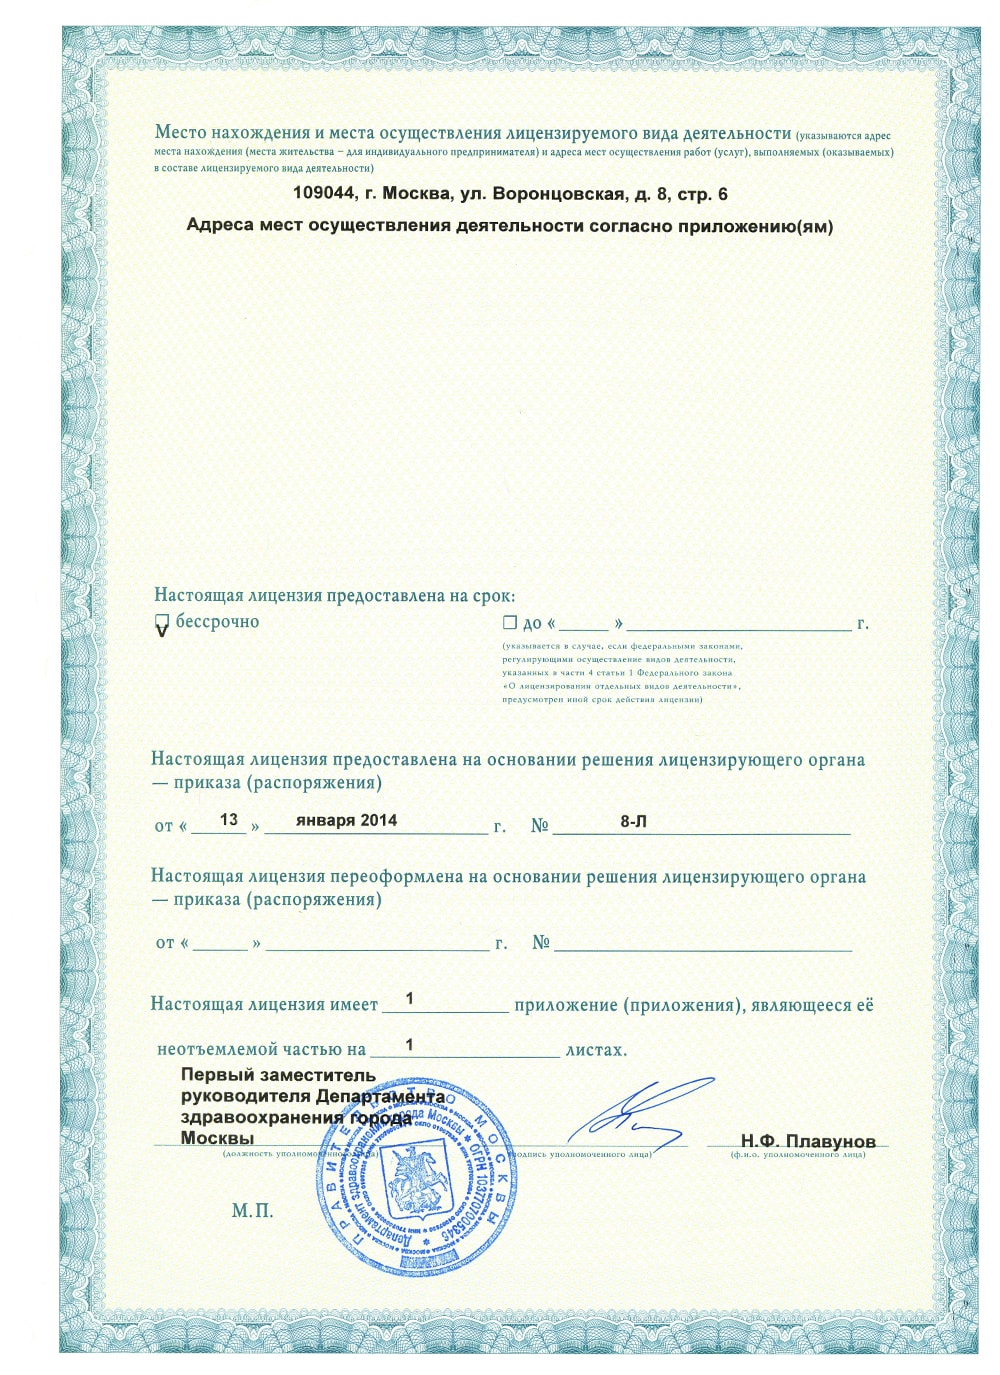 Место нахождения и места осуществления лицензируемого вида деятельности (указываются адрес
места нахождения (места жительства – для индивидуального предпринимателя) и адреса мест осуществления работ (услуг), выполняемых (оказываемых)
в составе лицензируемого вида деятельности)
109044, г. Москва, ул. Воронцовская, д. 8, стр. 6
Адреса мест осуществления деятельности согласно приложению(ям)
Настоящая лицензия предоставлена на срок:
V бессрочно
до « _____ » _______________________ г.
(указывается в случае, если федеральными законами,
регулирующими осуществление видов деятельности,
указанных в части 4 статьи 1 Федерального закона
«О лицензировании отдельных видов деятельности»,
предусмотрен иной срок действия лицензии)
Настоящая лицензия предоставлена на основании решения лицензирующего органа
— приказа (распоряжения)
от « 13 » января 2014 г. № 8-Л
Настоящая лицензия переоформлена на основании решения лицензирующего органа
— приказа (распоряжения)
от « _____ » _______________________ г. № _______________________
Настоящая лицензия имеет 1 приложение (приложения), являющееся её
неотъемлемой частью на 1 листах.
Первый заместитель
руководителя Департамента
здравоохранения города
Москвы
Н.Ф. Плавунов
(должность уполномоченного лица)
(подпись уполномоченного лица)
(ф.и.о. уполномоченного лица)
М.П.
ПРАВИТЕЛЬСТВО МОСКВЫ
Департамент здравоохранения города Москвы * ОГРН 1037707005346 *